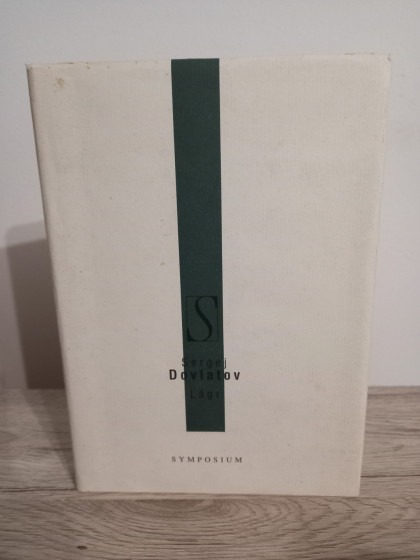 S
Sergej
Dovlatov
Lágr
SYMPOSIUM